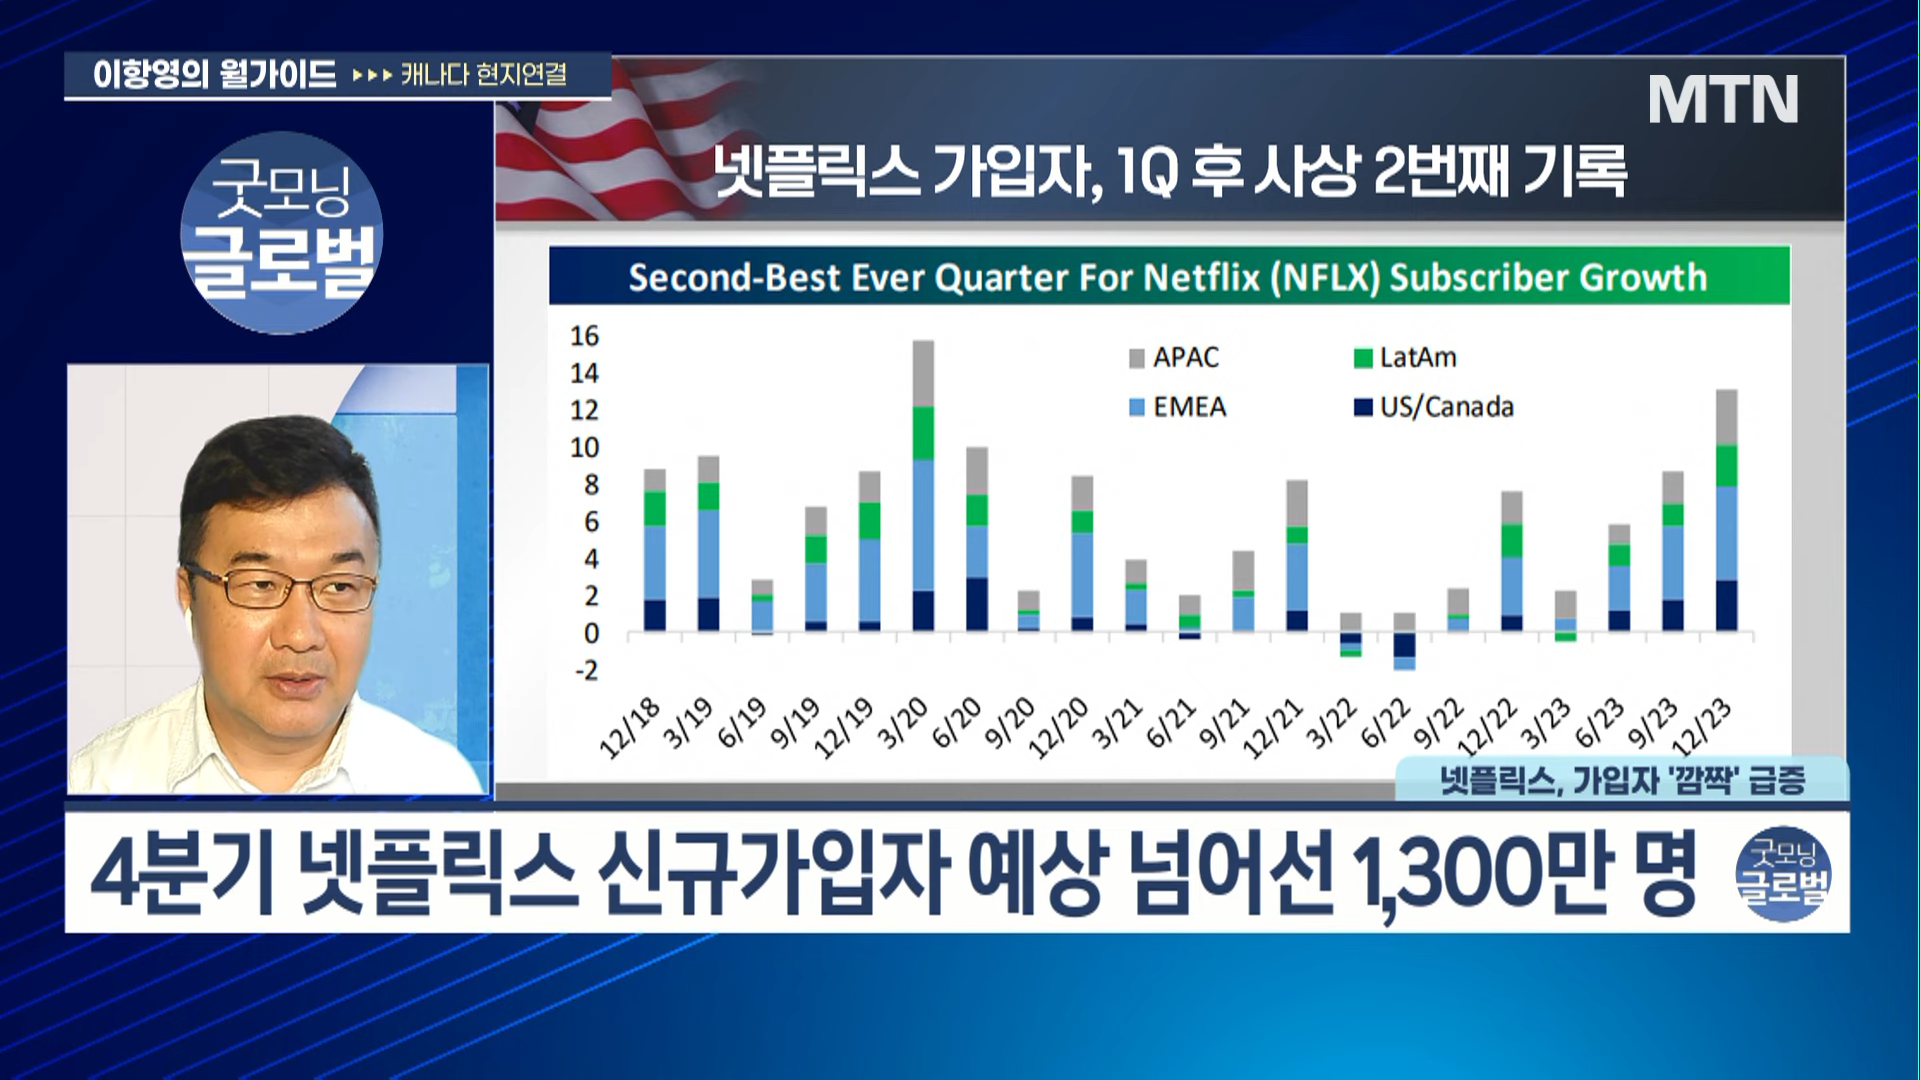 이항영의 월가이드 ▸▸▸ 캐나다 현지연결
MTN
굿모닝
글로벌
넷플릭스 가입자, 1Q 후 사상 2번째 기록
Second-Best Ever Quarter For Netflix (NFLX) Subscriber Growth
16
14
12
10
8
6
4
2
0
-2
APAC
LatAm
EMEA
US/Canada
12/18 3/19 6/19 9/19 12/19 3/20 6/20 9/20 12/20 3/21 6/21 9/21 12/21 3/22 6/22 9/22 12/22 3/23 6/23 9/23 12/23
넷플릭스, 가입자 '깜짝' 급증
4분기 넷플릭스 신규가입자 예상 넘어선 1,300만 명
굿모닝
글로벌